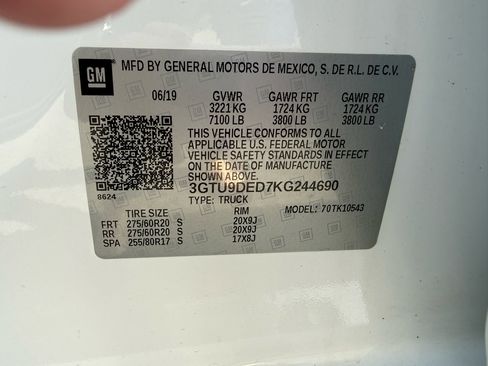 GM
MFD BY GENERAL MOTORS DE MEXICO, S. DE R.L. DE C.V.
06/19 GVWR GAWR FRT GAWR RR
3221 KG 1724 KG 1724 KG
7100 LB 3800 LB 3800 LB
THIS VEHICLE CONFORMS TO ALL
APPLICABLE U.S. FEDERAL MOTOR
VEHICLE SAFETY STANDARDS IN EFFECT
ON THE DATE OF MANUFACTURE
SHOWN ABOVE.
3GTU9DED7KG244690
8624
TYPE: TRUCK
MODEL: 70TK10543
TIRE SIZE RIM
FRT 275/60R20 S 20X9J
RR 275/60R20 S 20X9J
SPA 255/80R17 S 17X8J